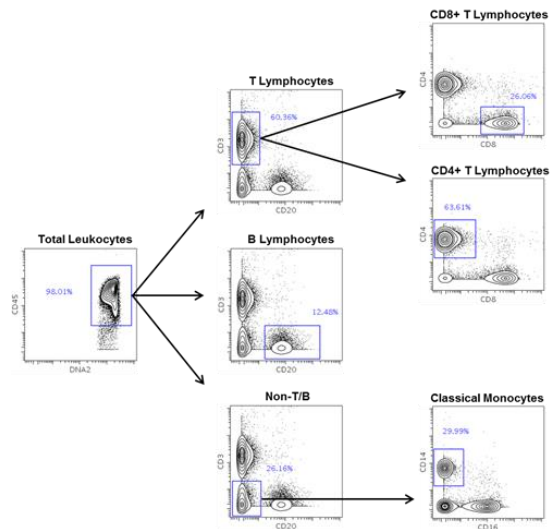 CD8+ T Lymphocytes
CD4
26.06%
CD8
T Lymphocytes
60.36%
CD3
CD20
CD4+ T Lymphocytes
63.61%
CD4
CD8
Total Leukocytes
98.01%
CD45
DNA2
B Lymphocytes
CD3
12.48%
CD20
Non-T/B
CD3
26.16%
CD20
Classical Monocytes
29.99%
CD14
CD16